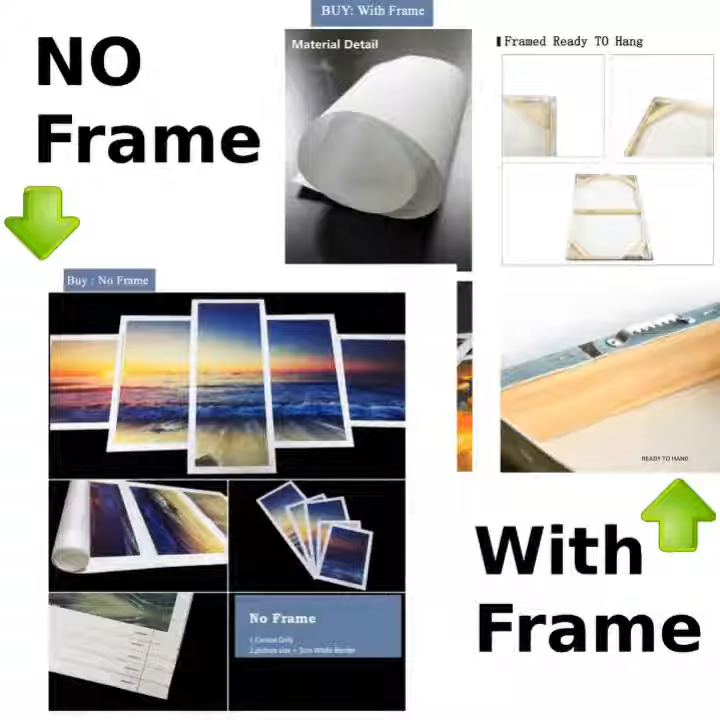 BUY: With Frame
NO
Frame
Material Detail
Framed Ready TO Hang
Buy : No Frame
READY TO HAND
With
Frame
No Frame
1.Canvas Only
2.picture size + 3cm White Border